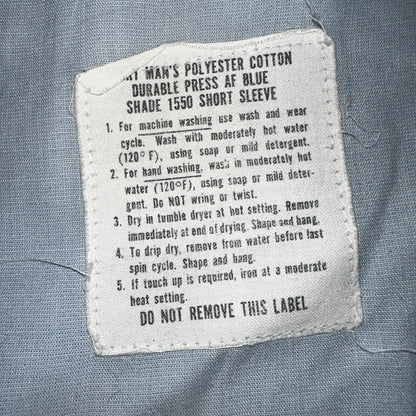 MAN'S POLYESTER COTTON
DURABLE PRESS AF BLUE
SHADE 1550 SHORT SLEEVE
1. For machine washing use wash and wear
cycle. Wash with moderately hot water
(120° F), using soap or mild detergent.
2. For hand washing, wash in moderately hot
water (120°F), using soap or mild deter-
gent. Do NOT wring or twist.
3. Dry in tumble dryer at hot setting. Remove
immediately at end of drying. Shape and hang.
4. To drip dry, remove from water before last
spin cycle. Shape and hang.
5. If touch up is required, iron at a moderate
heat setting.
DO NOT REMOVE THIS LABEL